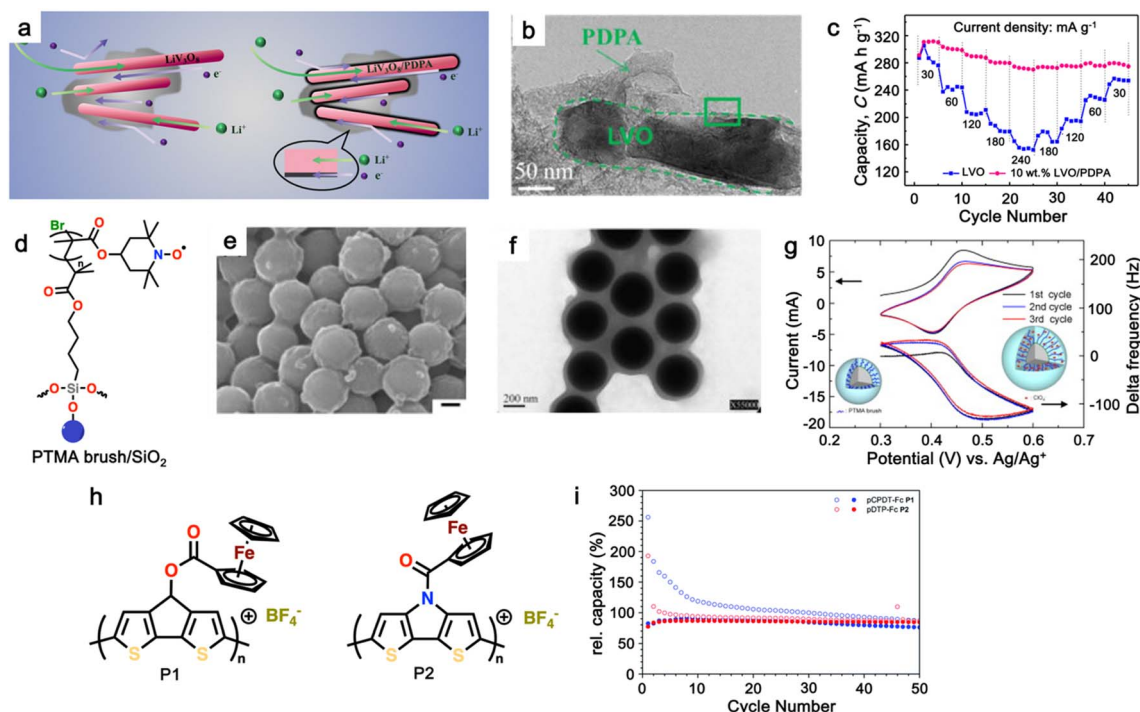 a
LiV₃O₈
e⁻
Li⁺
LiV₃O₈/PDPA
e⁻
Li⁺
Li⁺
e⁻
b
PDPA
LVO
50 nm
c
Current density: mA g⁻¹
Capacity, C (mA h g⁻¹)
320
280
240
200
160
120
30
60
120
180
240
180
120
60
30
LVO
10 wt.% LVO/PDPA
0 10 20 30 40
Cycle Number
d
Br
O
O
N-O•
n
O
O
O Si O
O
PTMA brush/SiO₂
e
f
200 nm
X55000
g
Current (mA)
10
5
0
-5
-10
-15
-20
1st cycle
2nd cycle
3rd cycle
: PTMA brush
200
100
0
-100
Delta frequency (Hz)
0.2 0.3 0.4 0.5 0.6 0.7
Potential (V) vs. Ag/Ag⁺
h
O
O
Fe
S S
n
+ BF₄⁻
P1
Fe
O
N
S S
n
+ BF₄⁻
P2
i
rel. capacity (%)
300
250
200
150
100
50
0
pCPDT-Fc P1
pDTP-Fc P2
0 10 20 30 40 50
Cycle Number